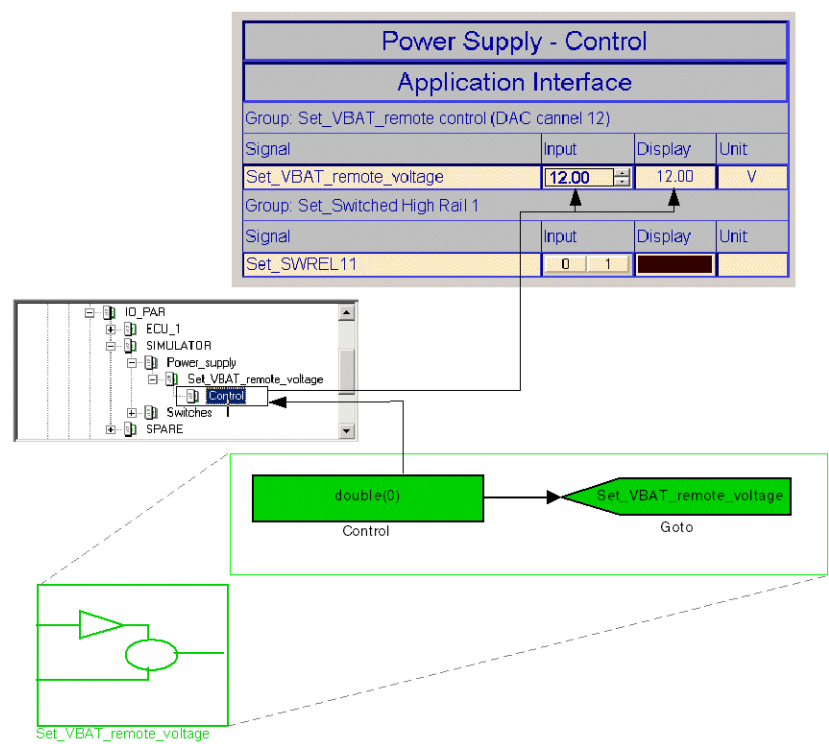 Power Supply - Control
Application Interface
Group: Set_VBAT_remote control (DAC cannel 12)
Signal Input Display Unit
Set_VBAT_remote_voltage 12.00 12.00 V
Group: Set_Switched High Rail 1
Signal Input Display Unit
Set_SWREL11 0 1
IO_PAR
ECU_1
SIMULATOR
Power_supply
Set_VBAT_remote_voltage
Control
Switches
SPARE
double(0) Set_VBAT_remote_voltage
Control Goto
Set_VBAT_remote_voltage